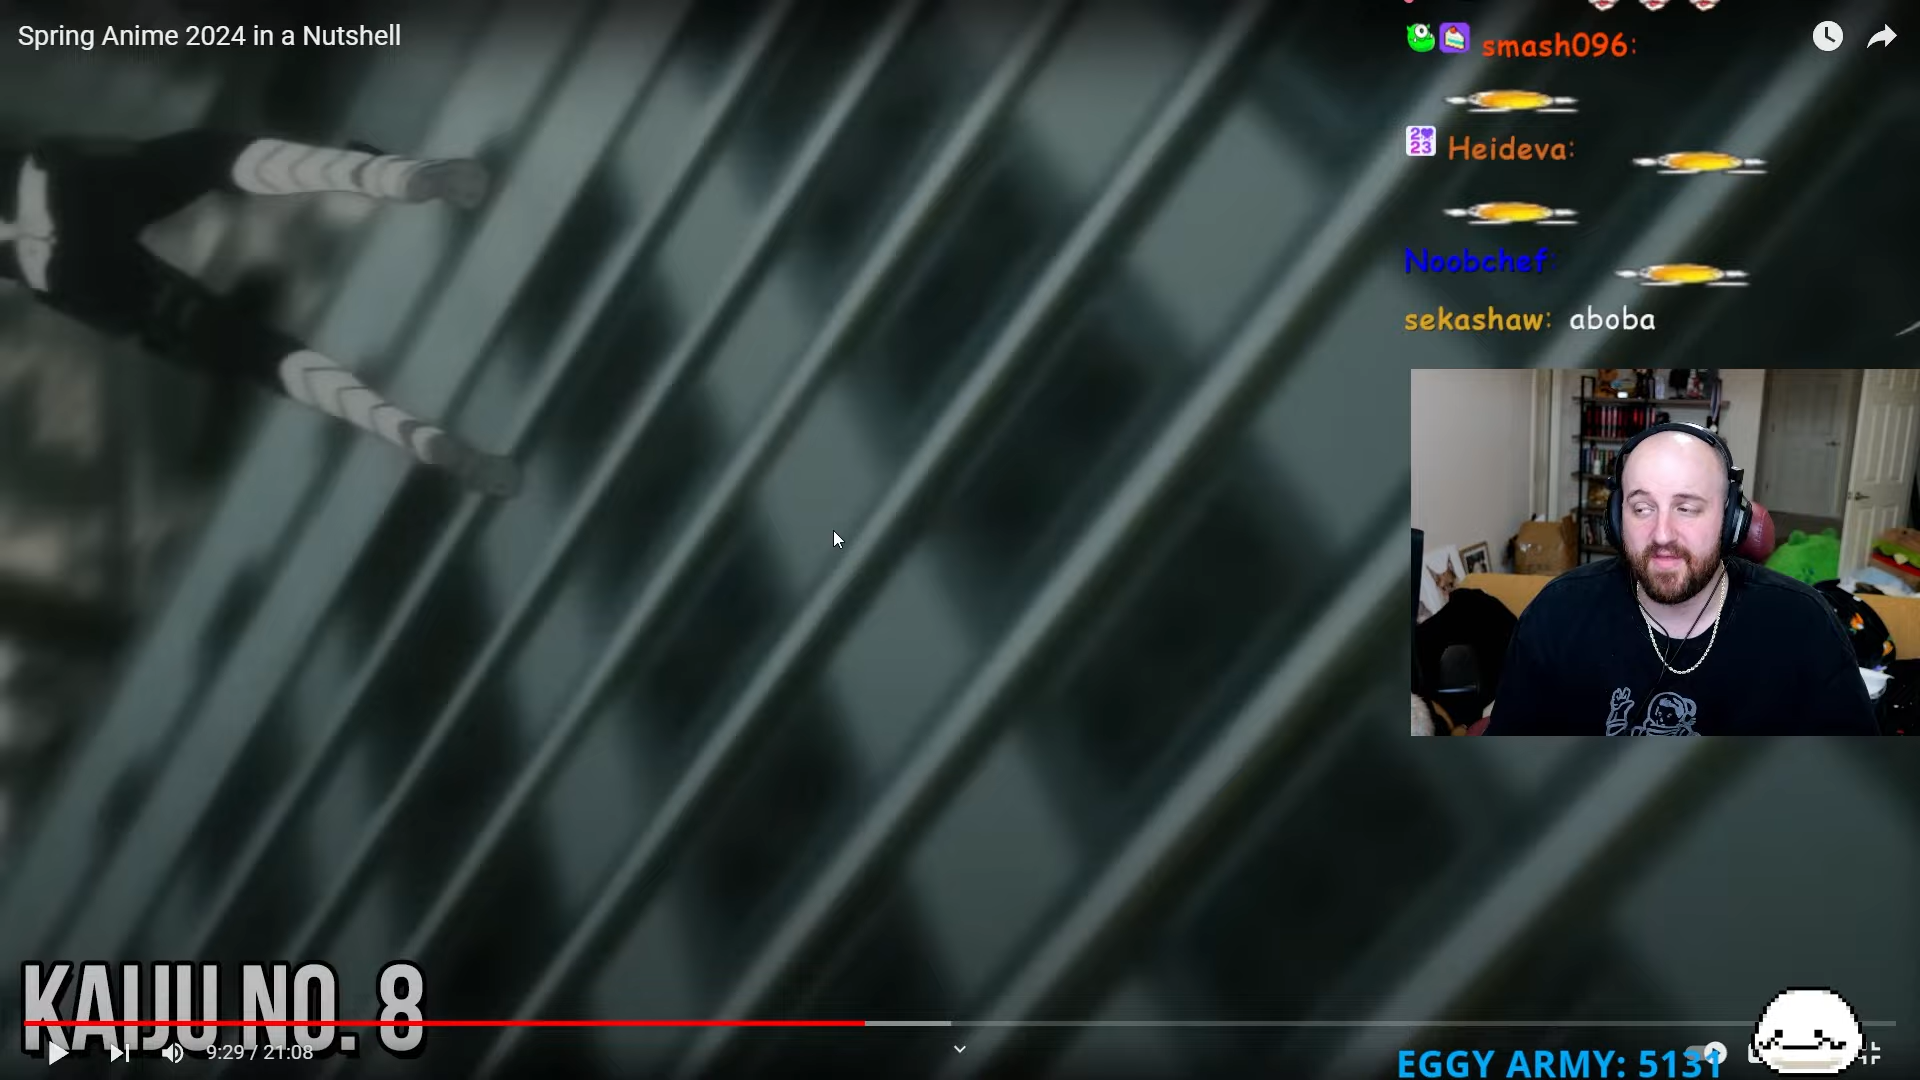 Spring Anime 2024 in a Nutshell
smash096:
2023
Heideva:
Noobchef:
sekashaw: aboba
KAIJU NO. 8
9:29 / 21:08
EGGY ARMY: 5131